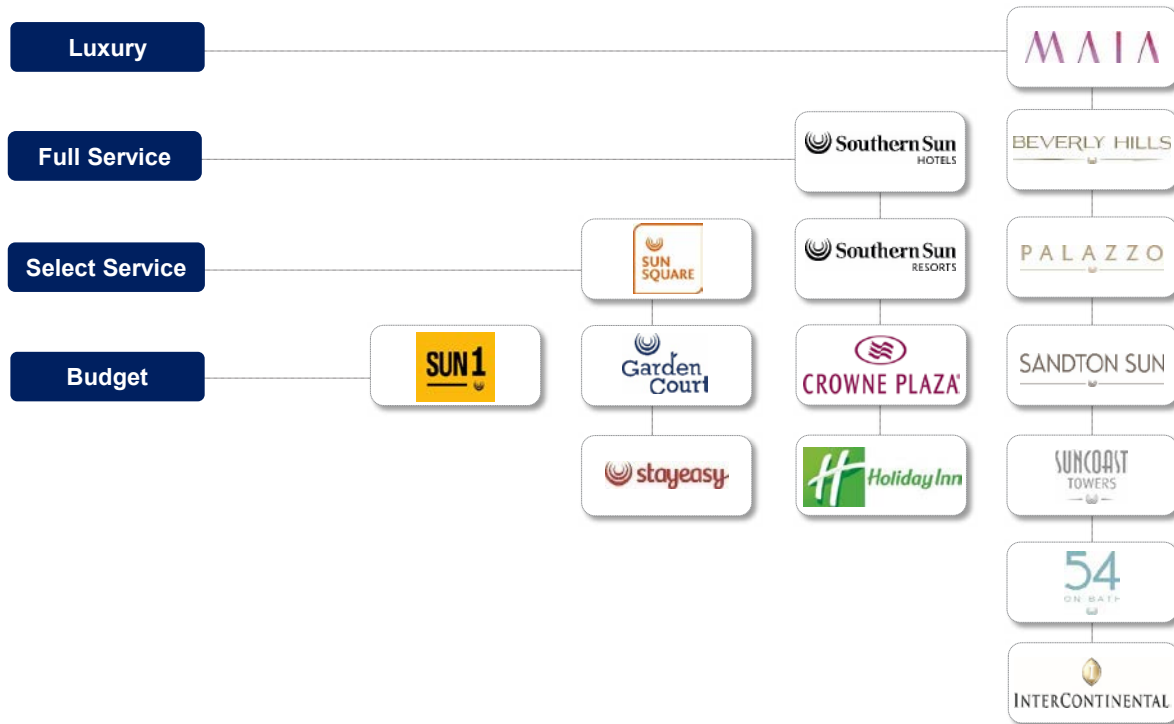 Luxury
MAIA
Full Service
Southern Sun
HOTELS
BEVERLY HILLS
Select Service
SUN
SQUARE
Southern Sun
RESORTS
PALAZZO
Budget
SUN1
Garden
Court
CROWNE PLAZA
SANDTON SUN
stayeasy
H Holiday Inn
SUNCOAST
TOWERS
54
ON BATH
INTERCONTINENTAL